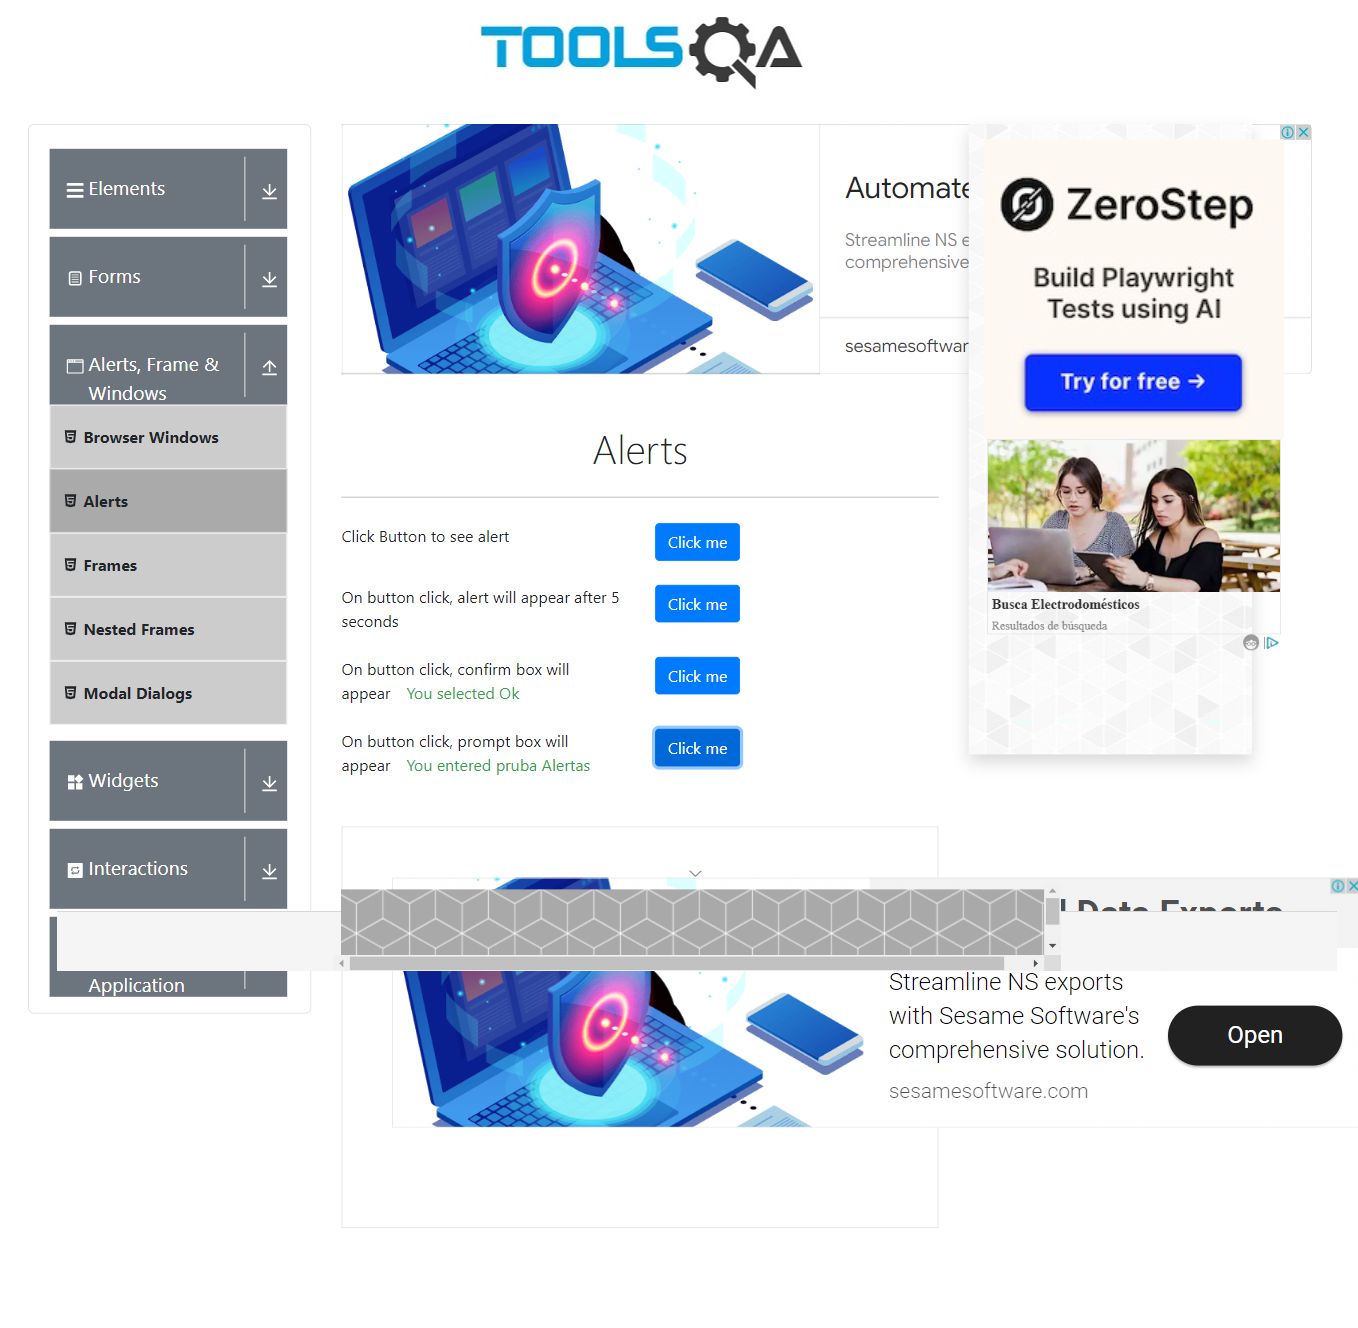 TOOLSQA
Elements
Forms
Alerts, Frame &
Windows
Browser Windows
Alerts
Frames
Nested Frames
Modal Dialogs
Widgets
Interactions
Application
Automate
Streamline NS e
comprehensive
sesamesoftwar
ZeroStep
Build Playwright
Tests using AI
Try for free →
Busca Electrodomésticos
Resultados de búsqueda
Alerts
Click Button to see alert
Click me
On button click, alert will appear after 5
seconds
Click me
On button click, confirm box will
appear You selected Ok
Click me
On button click, prompt box will
appear You entered pruba Alertas
Click me
Data Exports
Streamline NS exports
with Sesame Software's
comprehensive solution.
sesamesoftware.com
Open